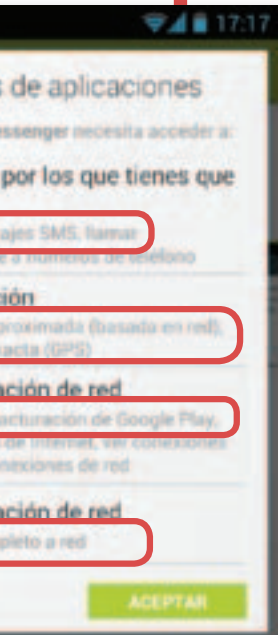 17:17
s de aplicaciones
essenger necesita acceder a:
por los que tienes que
ajes SMS, llamar
e a números de teléfono
ción
proximada (basada en red),
xacta (GPS)
ación de red
acturación de Google Play,
de Internet, ver conexiones
nexiones de red
ación de red
pleto a red
ACEPTAR